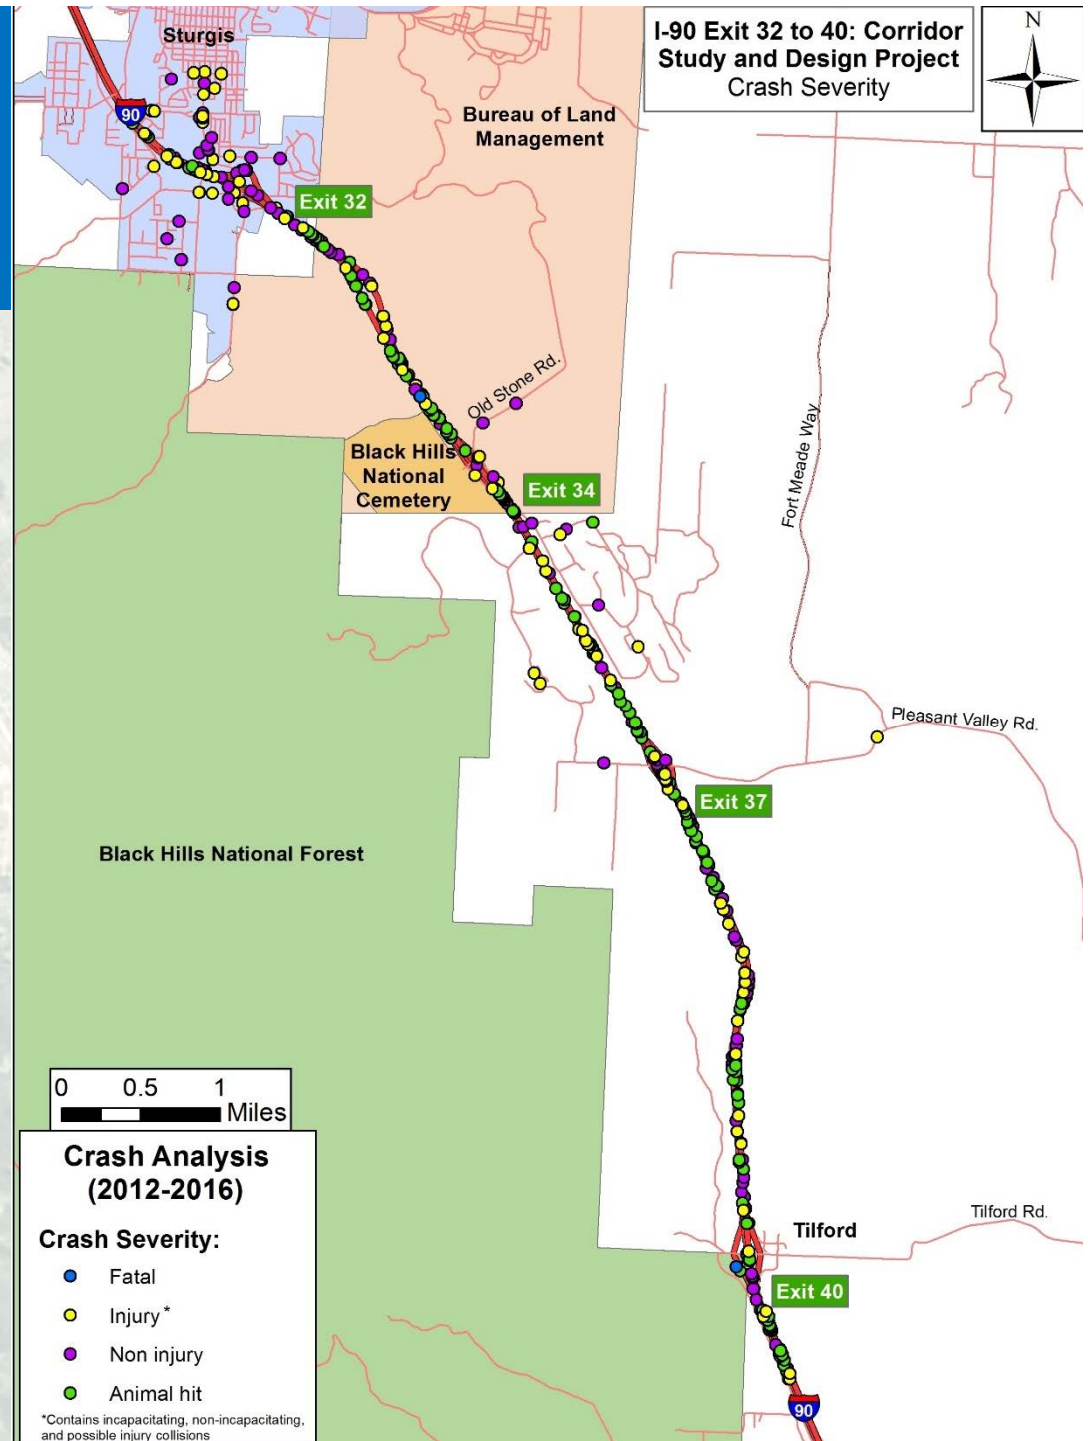 Sturgis
I-90 Exit 32 to 40: Corridor
Study and Design Project
Crash Severity
N
90
Bureau of Land
Management
Exit 32
Old Stone Rd.
Black Hills
National
Cemetery
Exit 34
Fort Meade Way
Pleasant Valley Rd.
Exit 37
Black Hills National Forest
0 0.5 1
Miles
Crash Analysis
(2012-2016)
Crash Severity:
Fatal
Injury*
Non injury
Animal hit
*Contains incapacitating, non-incapacitating,
and possible injury collisions
Tilford
Tilford Rd.
Exit 40
90